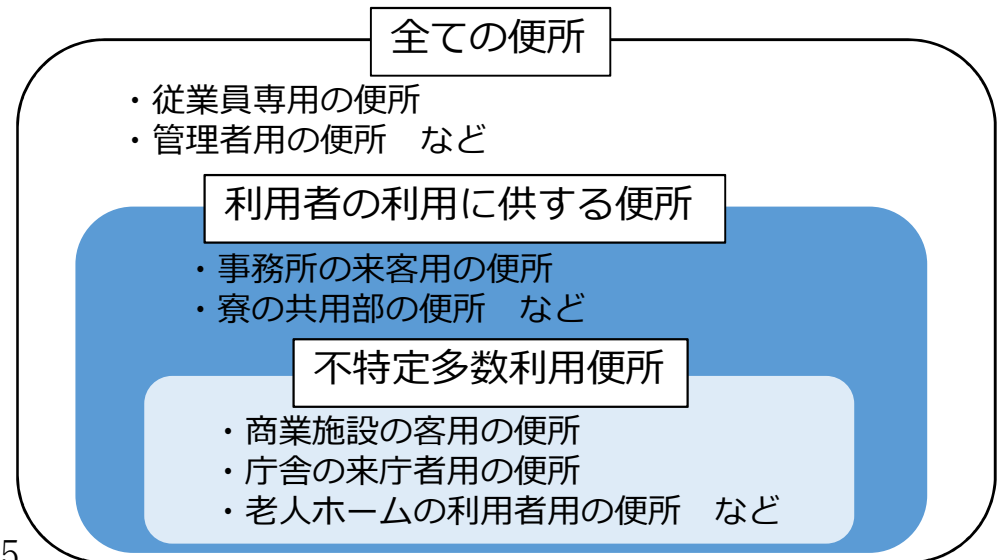 全ての便所
・従業員専用の便所
・管理者用の便所　など
利用者の利用に供する便所
・事務所の来客用の便所
・寮の共用部の便所　など
不特定多数利用便所
・商業施設の客用の便所
・庁舎の来庁者用の便所
・老人ホームの利用者用の便所　など
5